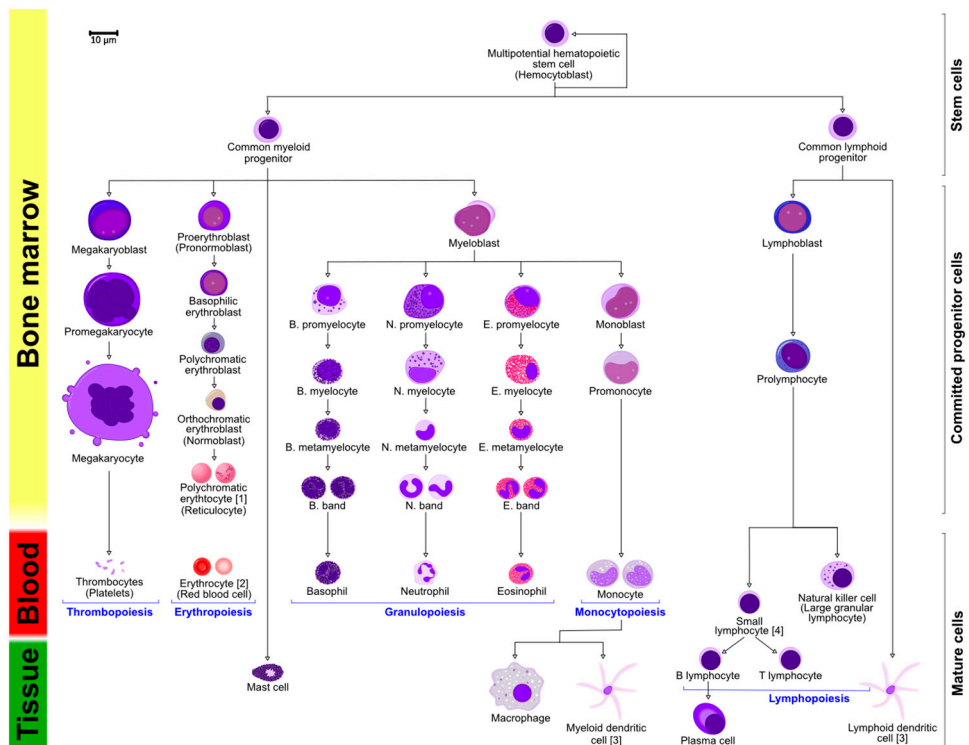 10 µm
Multipotential hematopoietic
stem cell
(Hemocytoblast)
Common myeloid
progenitor
Common lymphoid
progenitor
Stem cells
Bone marrow
Megakaryoblast
Proerythroblast
(Pronormoblast)
Myeloblast
Lymphoblast
Promegakaryocyte
Basophilic
erythroblast
B. promyelocyte
N. promyelocyte
E. promyelocyte
Monoblast
Polychromatic
erythroblast
B. myelocyte
N. myelocyte
E. myelocyte
Promonocyte
Prolymphocyte
Committed progenitor cells
Megakaryocyte
Orthochromatic
erythroblast
(Normoblast)
B. metamyelocyte
N. metamyelocyte
E. metamyelocyte
Polychromatic
erythtocyte [1]
(Reticulocyte)
B. band
N. band
E. band
Blood
Thrombocytes
(Platelets)
Erythrocyte [2]
(Red blood cell)
Basophil
Neutrophil
Eosinophil
Monocyte
Natural killer cell
(Large granular
lymphocyte)
Thrombopoiesis
Erythropoiesis
Granulopoiesis
Monocytopoiesis
Small
lymphocyte [4]
Mature cells
Tissue
Mast cell
Macrophage
Myeloid dendritic
cell [3]
B lymphocyte
T lymphocyte
Lymphopoiesis
Plasma cell
Lymphoid dendritic
cell [3]